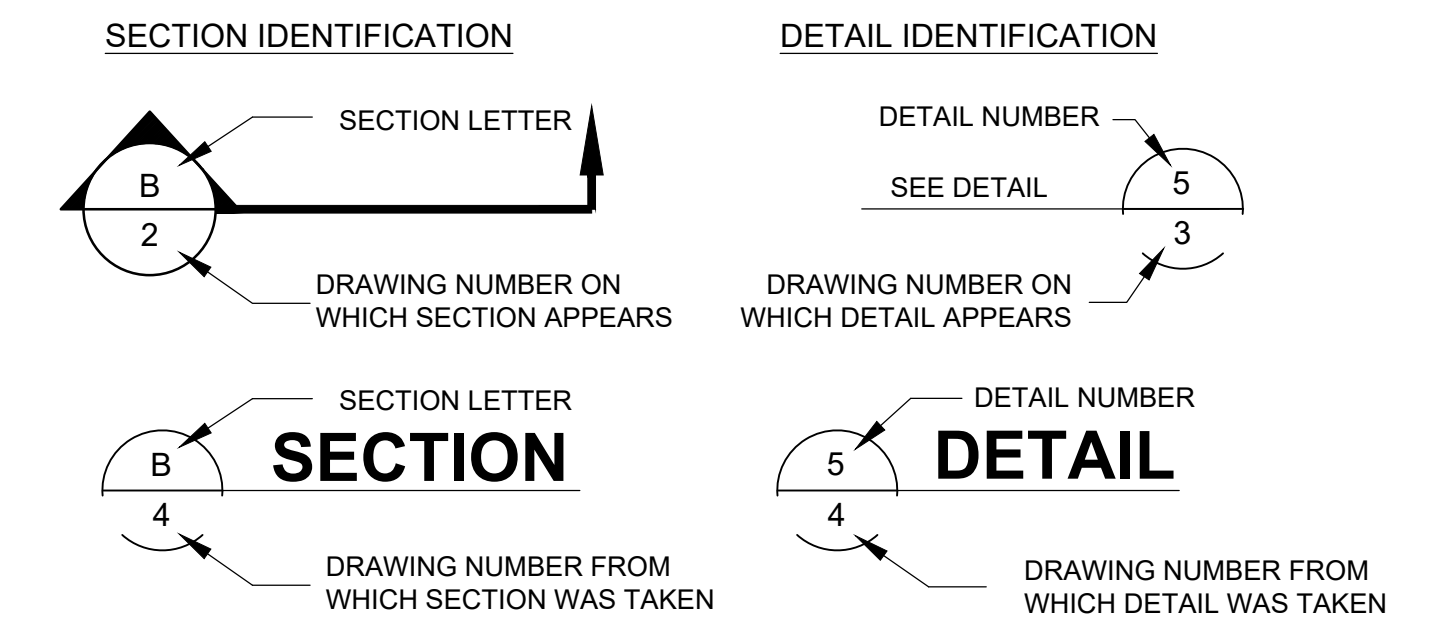 SECTION IDENTIFICATION
SECTION LETTER
B
2
DRAWING NUMBER ON
WHICH SECTION APPEARS
SECTION LETTER
B
SECTION
4
DRAWING NUMBER FROM
WHICH SECTION WAS TAKEN
DETAIL IDENTIFICATION
DETAIL NUMBER
SEE DETAIL
5
3
DRAWING NUMBER ON
WHICH DETAIL APPEARS
DETAIL NUMBER
5
DETAIL
4
DRAWING NUMBER FROM
WHICH DETAIL WAS TAKEN